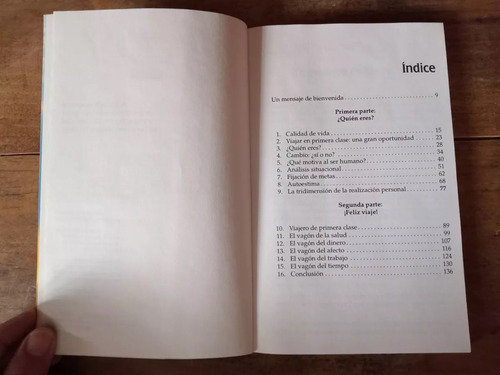 Índice
Un mensaje de bienvenida 9
Primera parte:
¿Quién eres?
1. Calidad de vida 15
2. Viajar en primera clase: una gran oportunidad 23
3. ¿Quién eres? 28
4. Cambio: ¿sí o no? 34
5. ¿Qué motiva al ser humano? 40
6. Análisis situacional 51
7. Fijación de metas 62
8. Autoestima 68
9. La tridimensión de la realización personal 77
Segunda parte:
¡Feliz viaje!
10. Viajero de primera clase 89
11. El vagón de la salud 99
12. El vagón del dinero 107
13. El vagón del afecto 116
14. El vagón del trabajo 124
15. El vagón del tiempo 130
16. Conclusión 136